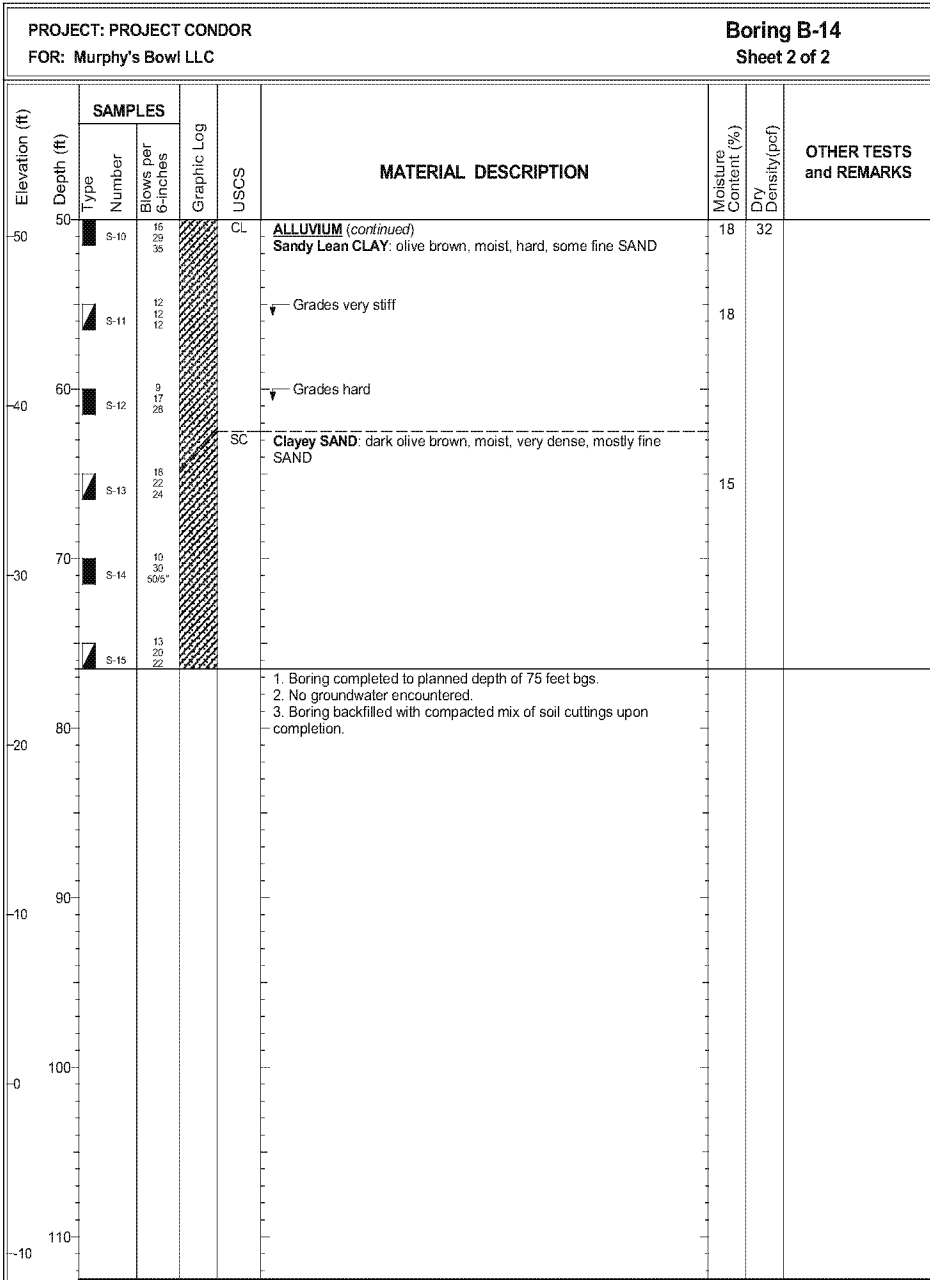 PROJECT: PROJECT CONDOR
FOR: Murphy's Bowl LLC
Boring B-14
Sheet 2 of 2
Elevation (ft)
Depth (ft)
SAMPLES
Type
Number
Blows per
6-inches
Graphic Log
USCS
MATERIAL DESCRIPTION
Moisture
Content (%)
Dry
Density(pcf)
OTHER TESTS
and REMARKS
50
50
S-10
16
29
35
CL
ALLUVIUM (continued)
Sandy Lean CLAY: olive brown, moist, hard, some fine SAND
18
32
S-11
12
12
12
Grades very stiff
18
60
40
S-12
9
17
28
Grades hard
SC
Clayey SAND: dark olive brown, moist, very dense, mostly fine
SAND
S-13
18
22
24
15
70
30
S-14
10
30
50/5"
S-15
13
20
22
1. Boring completed to planned depth of 75 feet bgs.
2. No groundwater encountered.
3. Boring backfilled with compacted mix of soil cuttings upon
completion.
80
20
90
10
100
0
110
-10